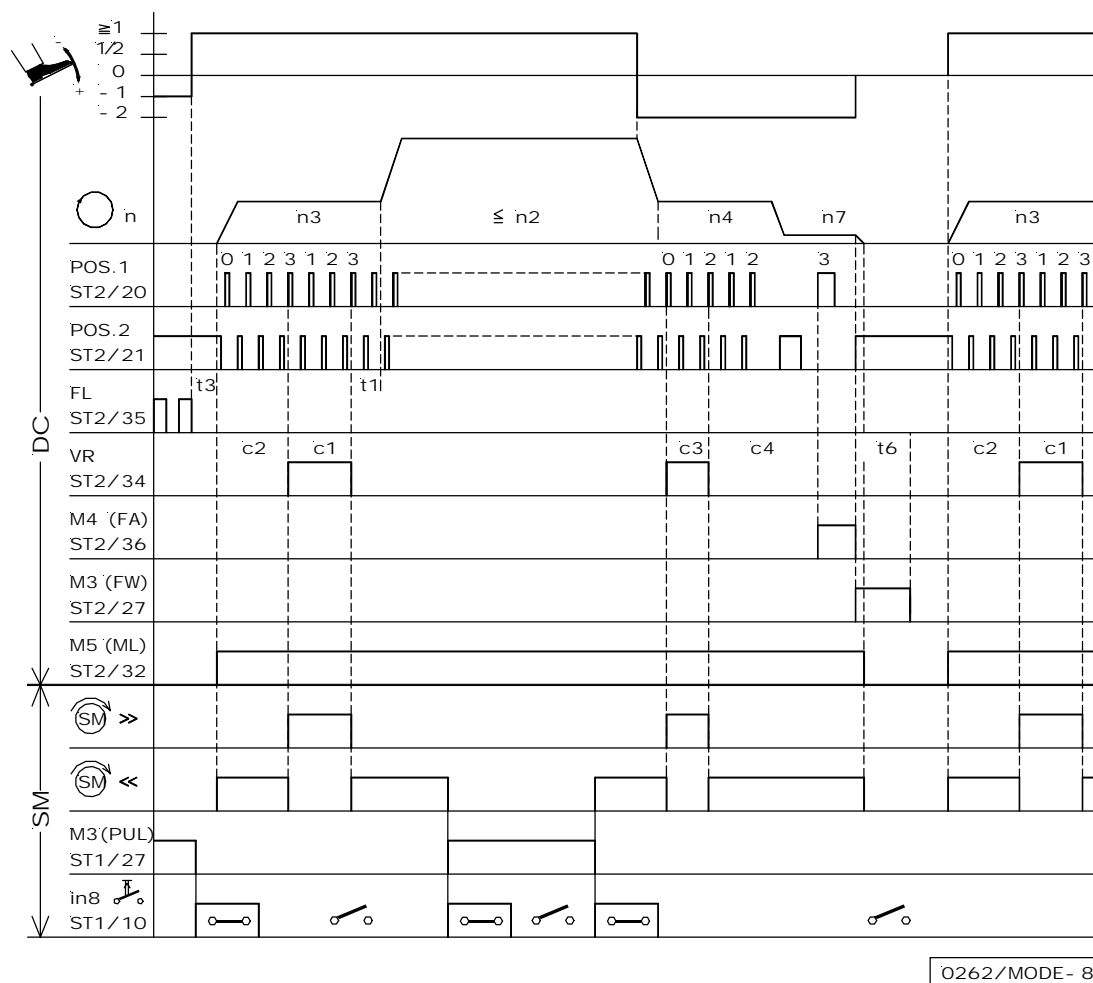 ≧1
1/2
0
- 1
- 2
-
+
n
n3
≤ n2
n4
n7
n3
POS.1
ST2/20
0 1 2 3 1 2 3
0 1 2 1 2
3
0 1 2 3 1 2 3
POS.2
ST2/21
FL
ST2/35
t3
t1
VR
ST2/34
c2
c1
c3
c4
t6
c2
c1
M4 (FA)
ST2/36
M3 (FW)
ST2/27
M5 (ML)
ST2/32
DC
SM >>
SM <<
M3(PUL)
ST1/27
in8
ST1/10
SM
0262/MODE- 8